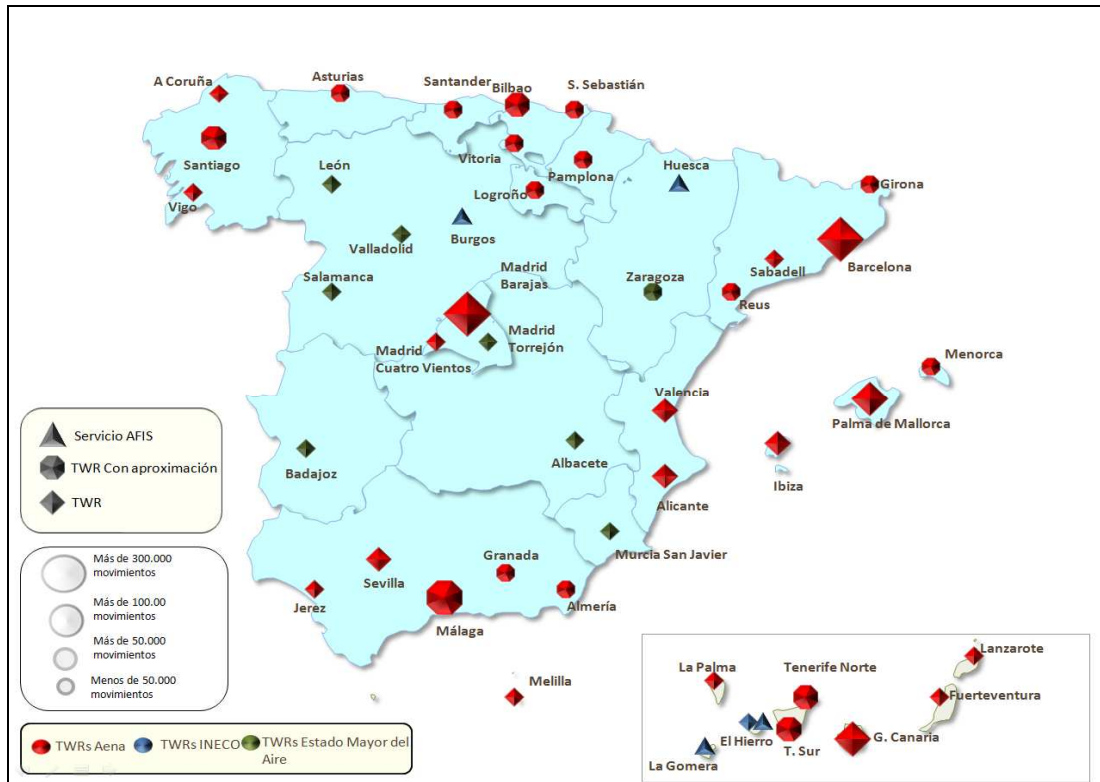 A Coruña
Asturias
Santander
Bilbao
S. Sebastián
Santiago
León
Vitoria
Pamplona
Huesca
Vigo
Logroño
Girona
Valladolid
Burgos
Sabadell
Barcelona
Salamanca
Madrid
Barajas
Zaragoza
Reus
Madrid
Cuatro Vientos
Madrid
Torrejón
Menorca
Valencia
Palma de Mallorca
Badajoz
Albacete
Ibiza
Alicante
Murcia San Javier
Sevilla
Granada
Jerez
Almería
Málaga
Melilla
Servicio AFIS
TWR Con aproximación
TWR
Más de 300.000
movimientos
Más de 100.00
movimientos
Más de 50.000
movimientos
Menos de 50.000
movimientos
TWRs Aena
TWRs INECO
TWRs Estado Mayor del
Aire
La Palma
Tenerife Norte
Lanzarote
Fuerteventura
El Hierro
T. Sur
G. Canaria
La Gomera